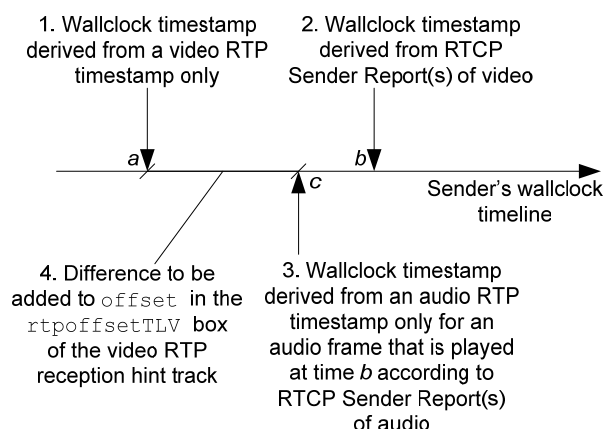 1. Wallclock timestamp
derived from a video RTP
timestamp only
2. Wallclock timestamp
derived from RTCP
Sender Report(s) of video
a
b
c
Sender's wallclock
timeline
4. Difference to be
added to offset in the
rtpoffsetTLV box
of the video RTP
reception hint track
3. Wallclock timestamp
derived from an audio RTP
timestamp only for an
audio frame that is played
at time b according to
RTCP Sender Report(s)
of audio